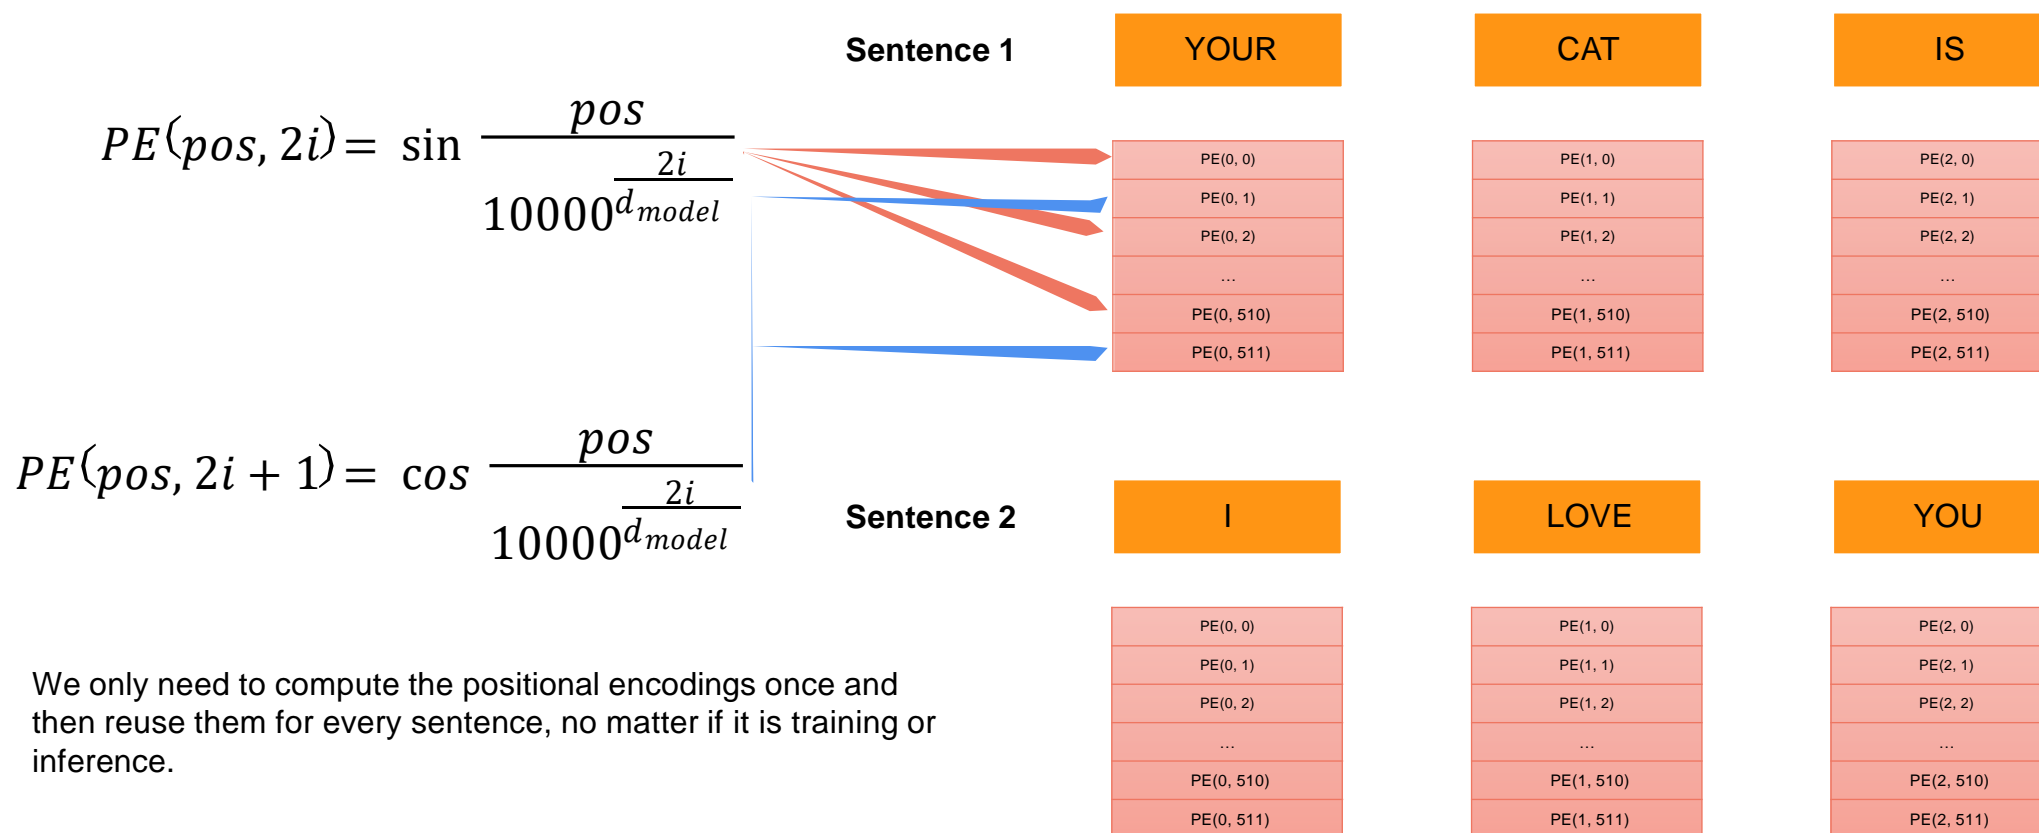 Sentence 1 YOUR CAT IS
PE(pos, 2i) = sin pos / 10000^(2i / d_model)
PE(0, 0) PE(1, 0) PE(2, 0)
PE(0, 1) PE(1, 1) PE(2, 1)
PE(0, 2) PE(1, 2) PE(2, 2)
… … …
PE(0, 510) PE(1, 510) PE(2, 510)
PE(0, 511) PE(1, 511) PE(2, 511)
PE(pos, 2i + 1) = cos pos / 10000^(2i / d_model)
Sentence 2 I LOVE YOU
PE(0, 0) PE(1, 0) PE(2, 0)
PE(0, 1) PE(1, 1) PE(2, 1)
PE(0, 2) PE(1, 2) PE(2, 2)
… … …
PE(0, 510) PE(1, 510) PE(2, 510)
PE(0, 511) PE(1, 511) PE(2, 511)
We only need to compute the positional encodings once and
then reuse them for every sentence, no matter if it is training or
inference.